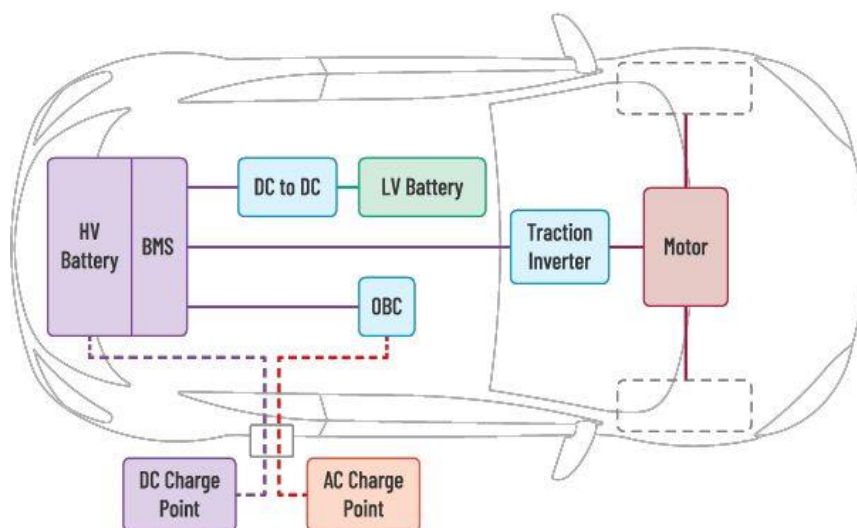 DC to DC
LV Battery
HV
Battery
BMS
Traction
Inverter
Motor
OBC
DC Charge
Point
AC Charge
Point